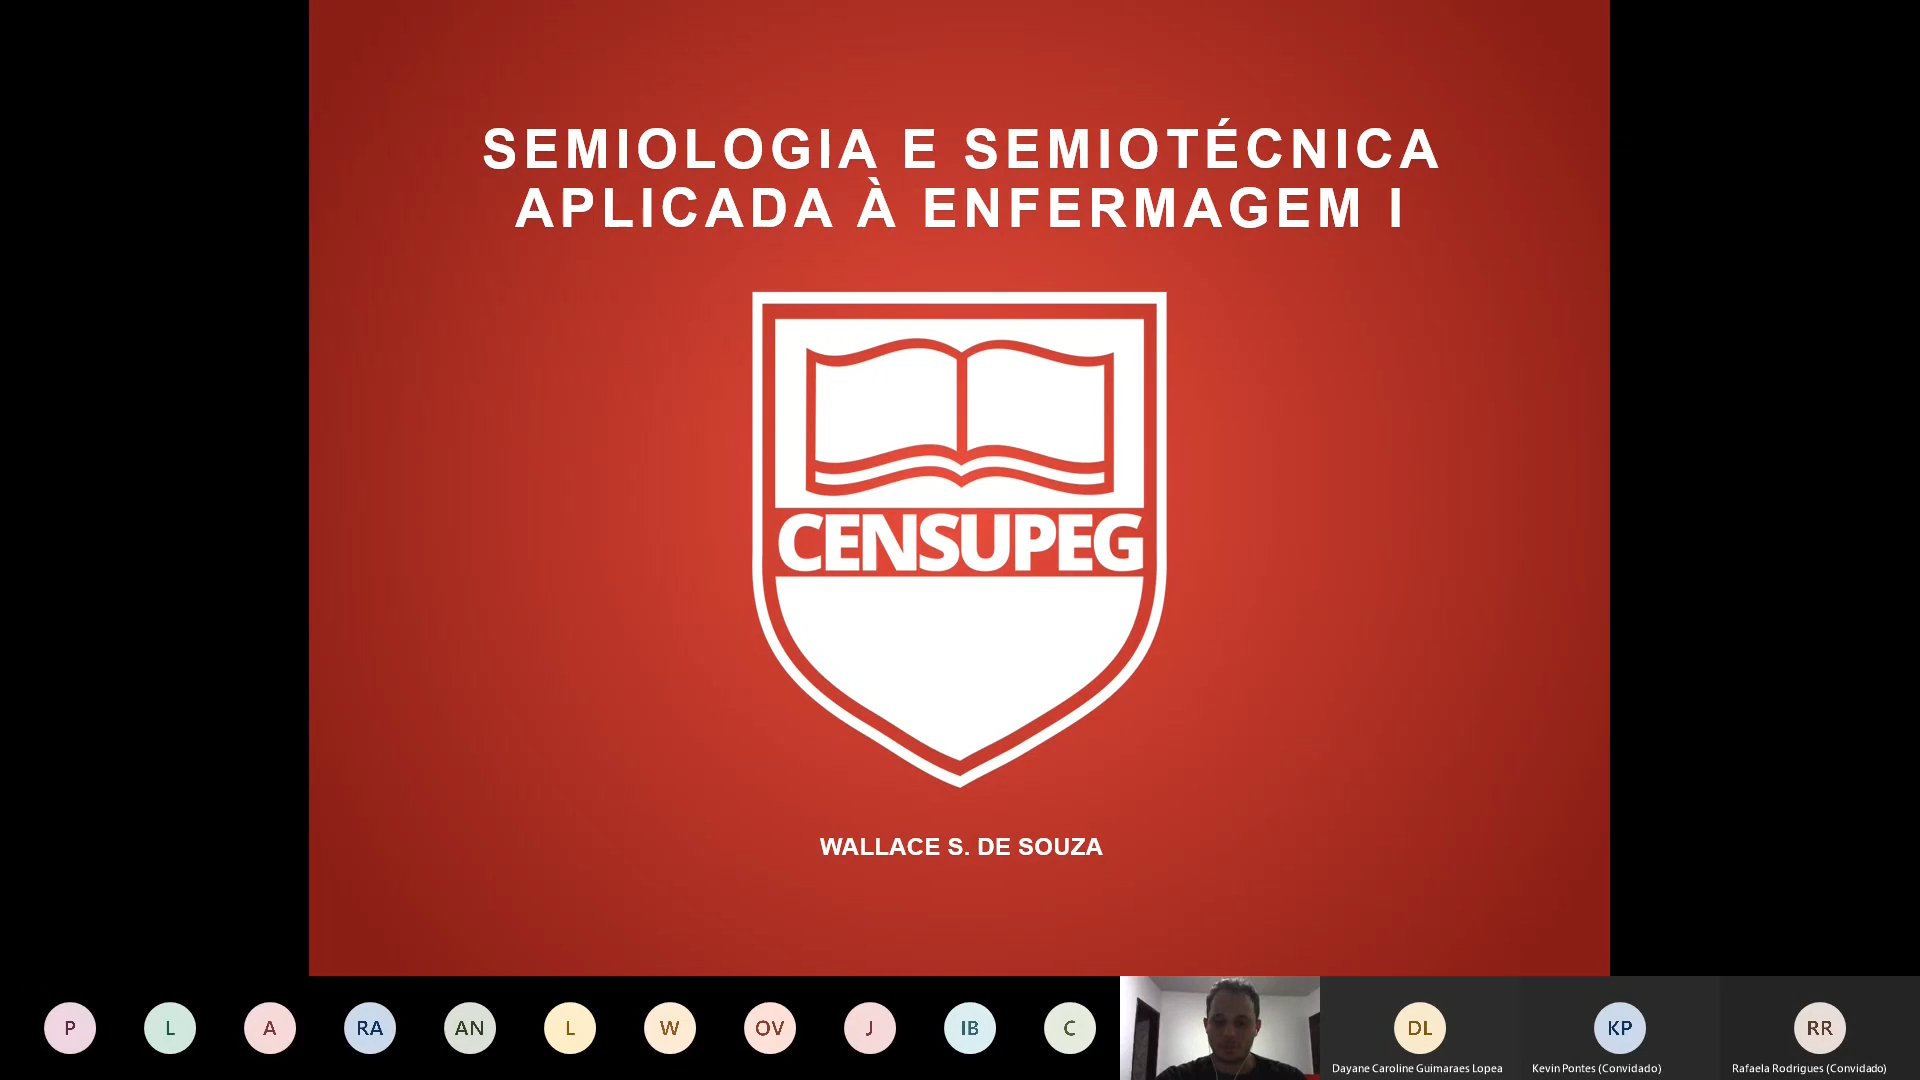 SEMIOLOGIA E SEMIOTÉCNICA
APLICADA À ENFERMAGEM I
CENSUPEG
WALLACE S. DE SOUZA
P
L
A
RA
AN
L
W
OV
J
IB
C
DL
KP
RR
Dayane Caroline Guimaraes Lopea
Kevin Pontes (Convidado)
Rafaela Rodrigues (Convidado)